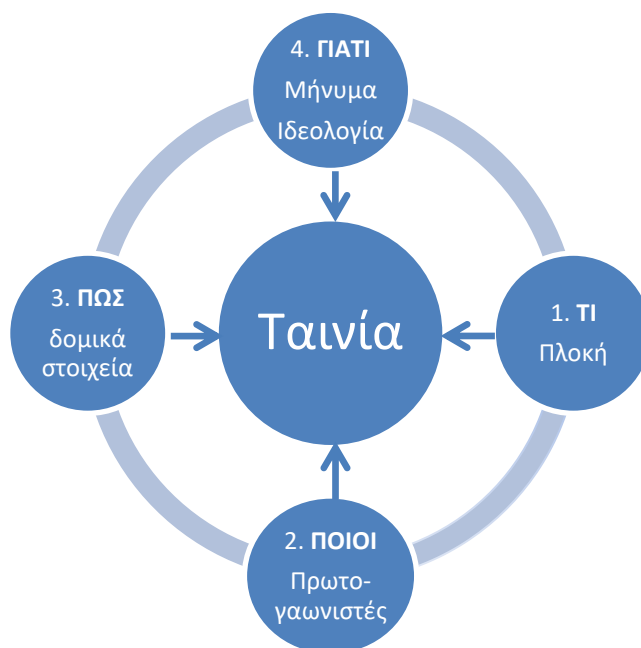 4. ΓΙΑΤΙ
Μήνυμα
Ιδεολογία
3. ΠΩΣ
δομικά
στοιχεία
Ταινία
1. ΤΙ
Πλοκή
2. ΠΟΙΟΙ
Πρωτο-
γαωνιστές